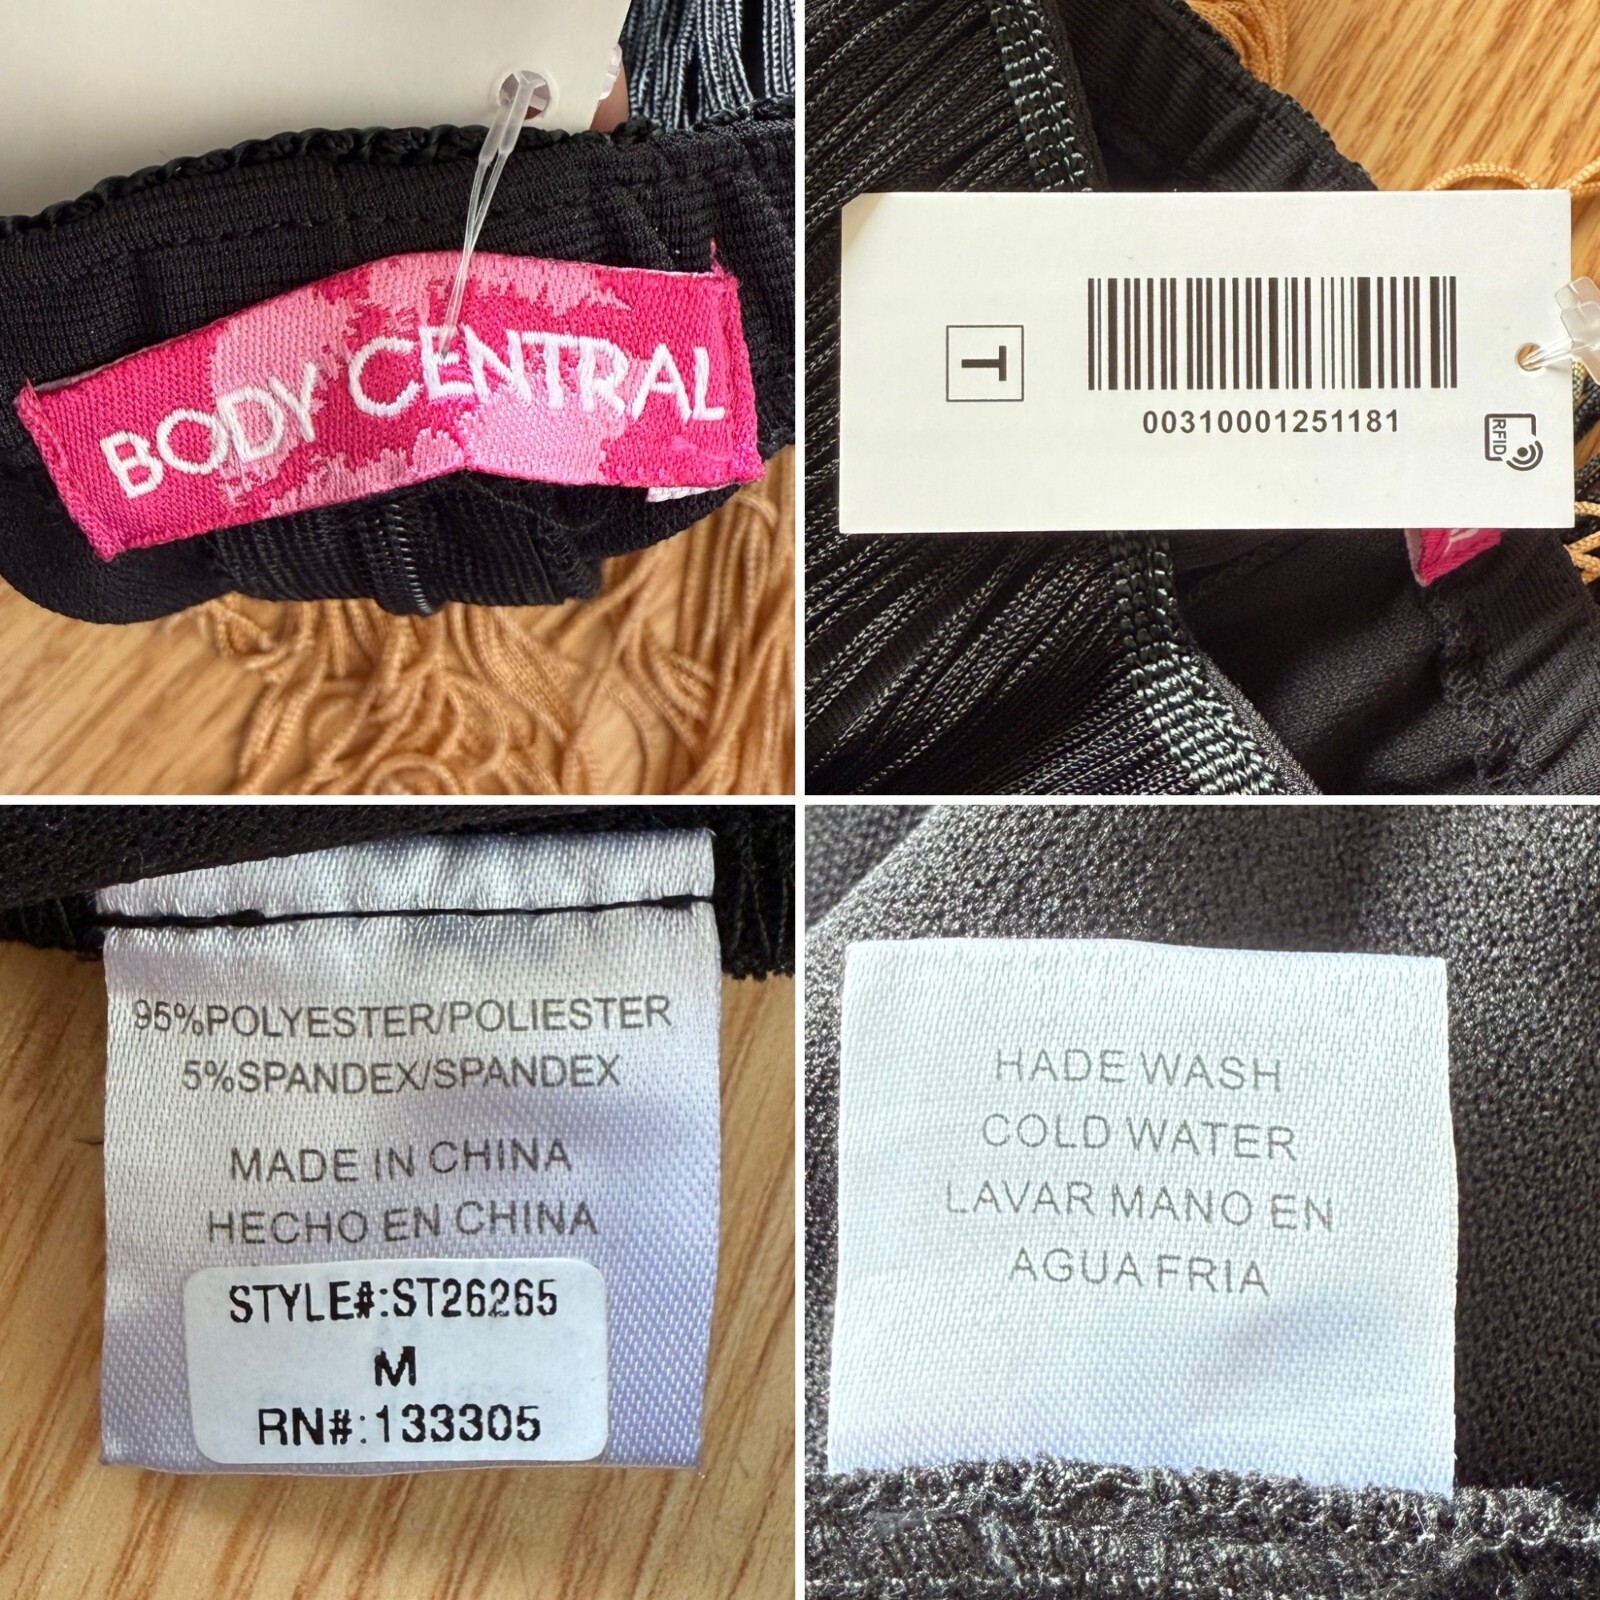 BODY CENTRAL
T
00310001251181
RFID
95%POLYESTER/POLIESTER
5%SPANDEX/SPANDEX
MADE IN CHINA
HECHO EN CHINA
STYLE#:ST26265
M
RN#:133305
HADE WASH
COLD WATER
LAVAR MANO EN
AGUA FRIA